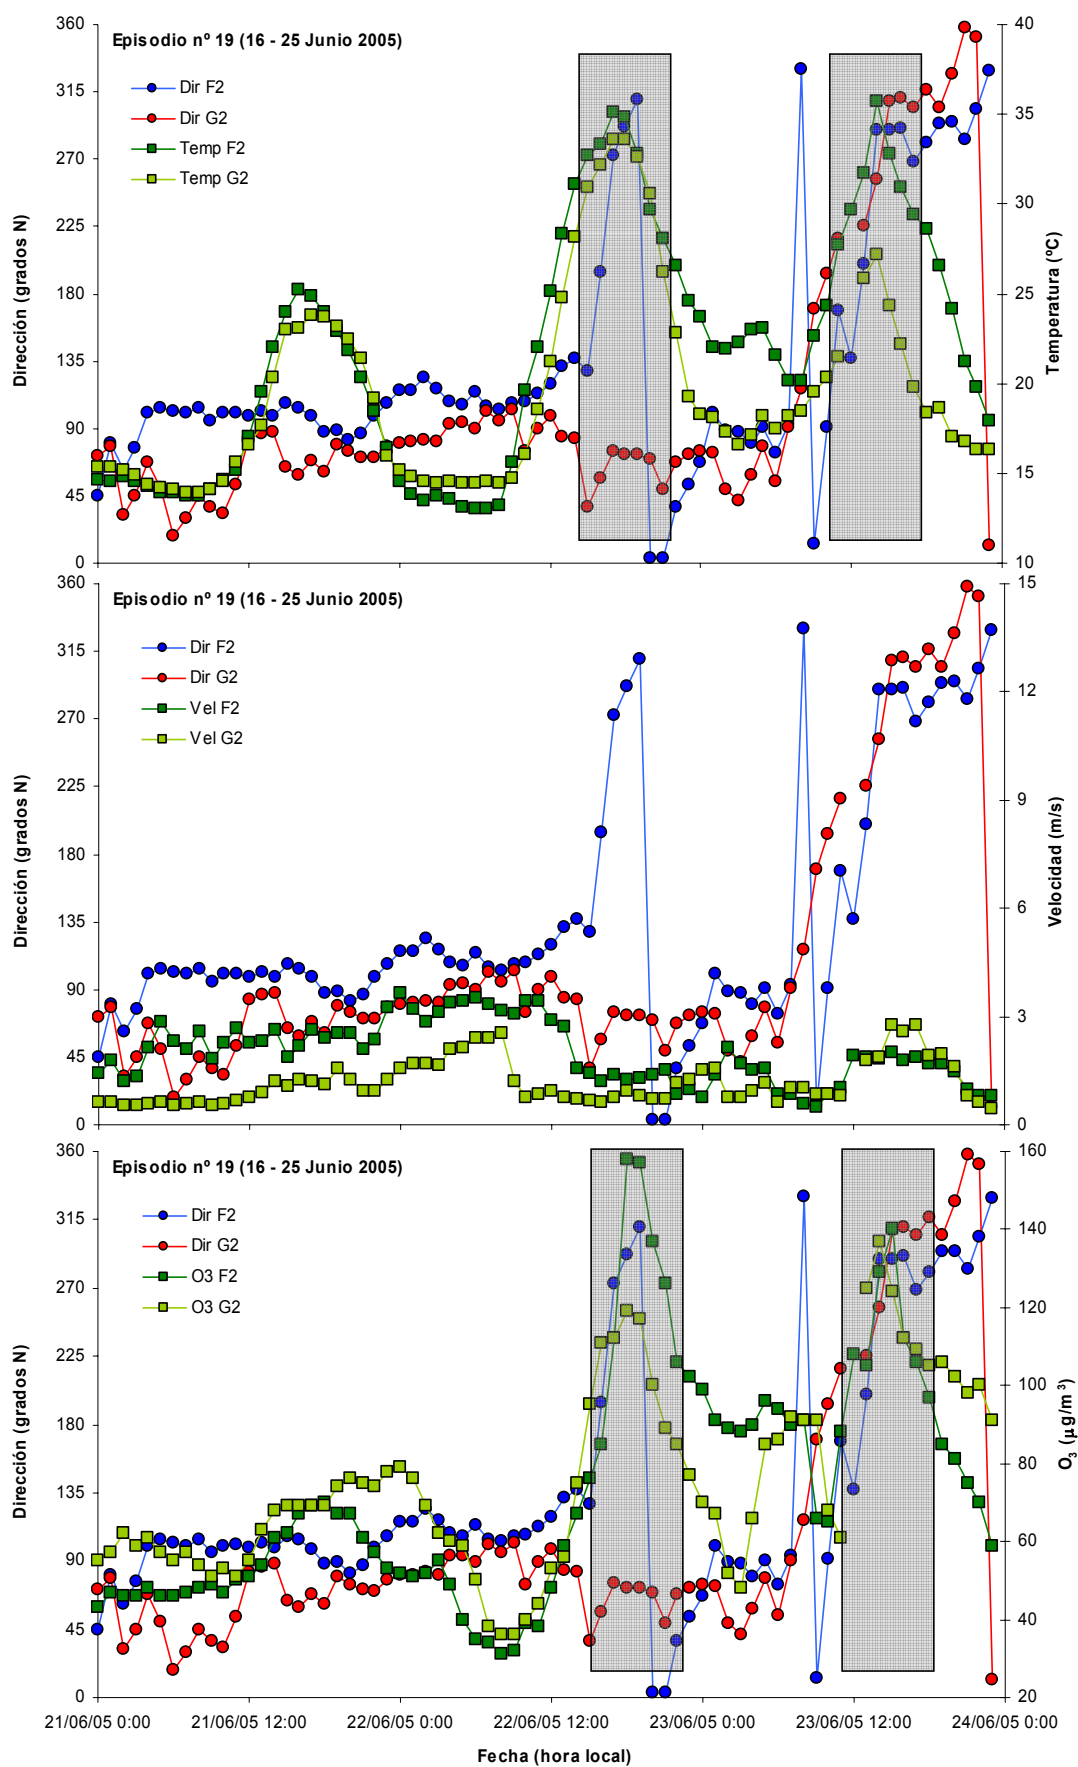 Episodio nº 19 (16 - 25 Junio 2005)
Dir F2
Dir G2
Temp F2
Temp G2
Dirección (grados N)
360
315
270
225
180
135
90
45
0
Temperatura (ºC)
40
35
30
25
20
15
10
Episodio nº 19 (16 - 25 Junio 2005)
Dir F2
Dir G2
Vel F2
Vel G2
Dirección (grados N)
360
315
270
225
180
135
90
45
0
Velocidad (m/s)
15
12
9
6
3
0
Episodio nº 19 (16 - 25 Junio 2005)
Dir F2
Dir G2
O3 F2
O3 G2
Dirección (grados N)
360
315
270
225
180
135
90
45
0
O₃ (µg/m³)
160
140
120
100
80
60
40
20
21/06/05 0:00 21/06/05 12:00 22/06/05 0:00 22/06/05 12:00 23/06/05 0:00 23/06/05 12:00 24/06/05 0:00
Fecha (hora local)